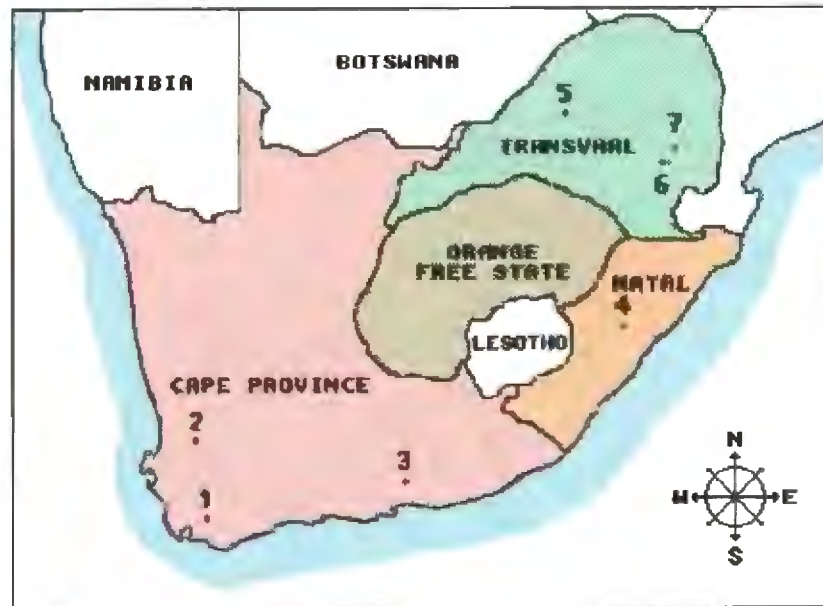 BOTSWANA
NAMIBIA
5
7
TRANSVAAL
6
ORANGE
FREE STATE
NATAL
4
LESOTHO
CAPE PROVINCE
2
3
1
N
W E
S